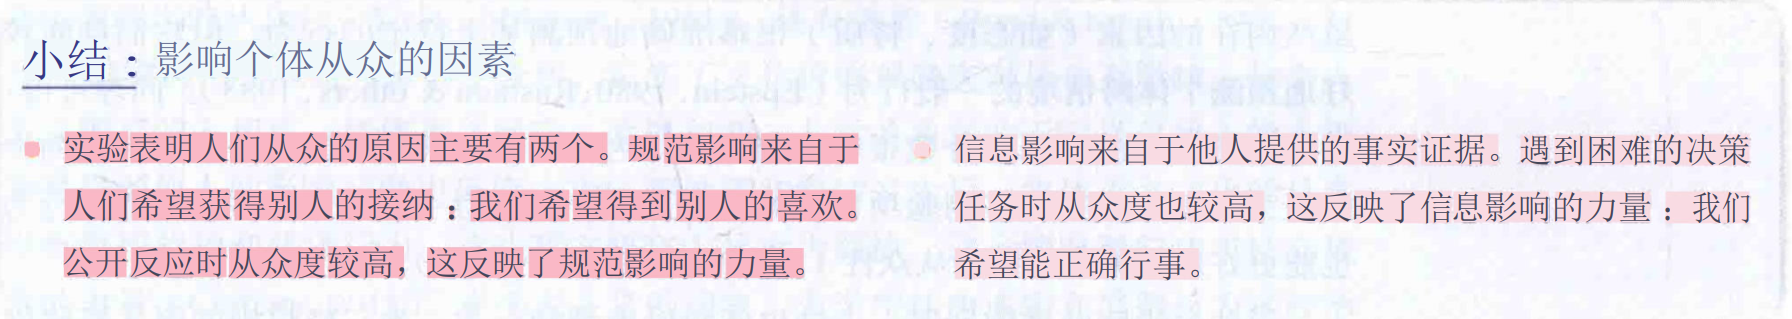 小结：影响个体从众的因素
实验表明人们从众的原因主要有两个。规范影响来自于
人们希望获得别人的接纳：我们希望得到别人的喜欢。
公开反应时从众度较高，这反映了规范影响的力量。
信息影响来自于他人提供的事实证据。遇到困难的决策
任务时从众度也较高，这反映了信息影响的力量：我们
希望能正确行事。